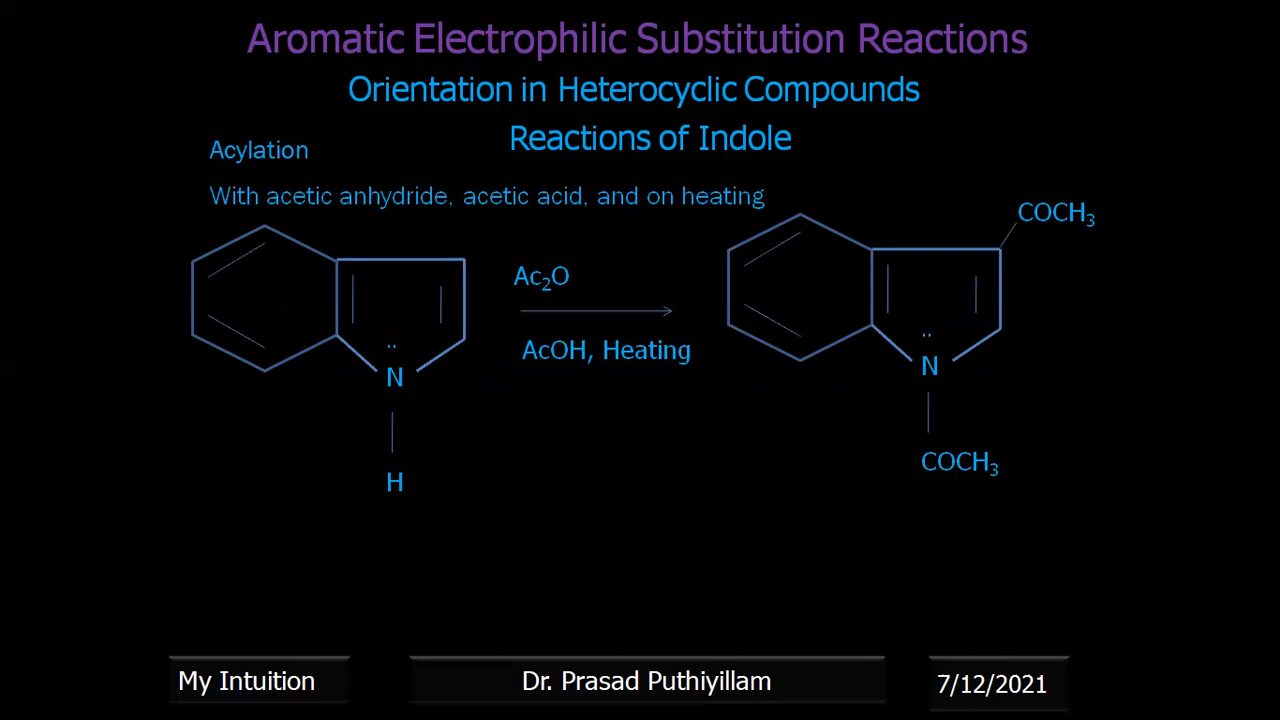 Aromatic Electrophilic Substitution Reactions
Orientation in Heterocyclic Compounds
Reactions of Indole
Acylation
With acetic anhydride, acetic acid, and on heating
COCH₃
Ac₂O
AcOH, Heating
N
H
N
COCH₃
My Intuition
Dr. Prasad Puthiyillam
7/12/2021